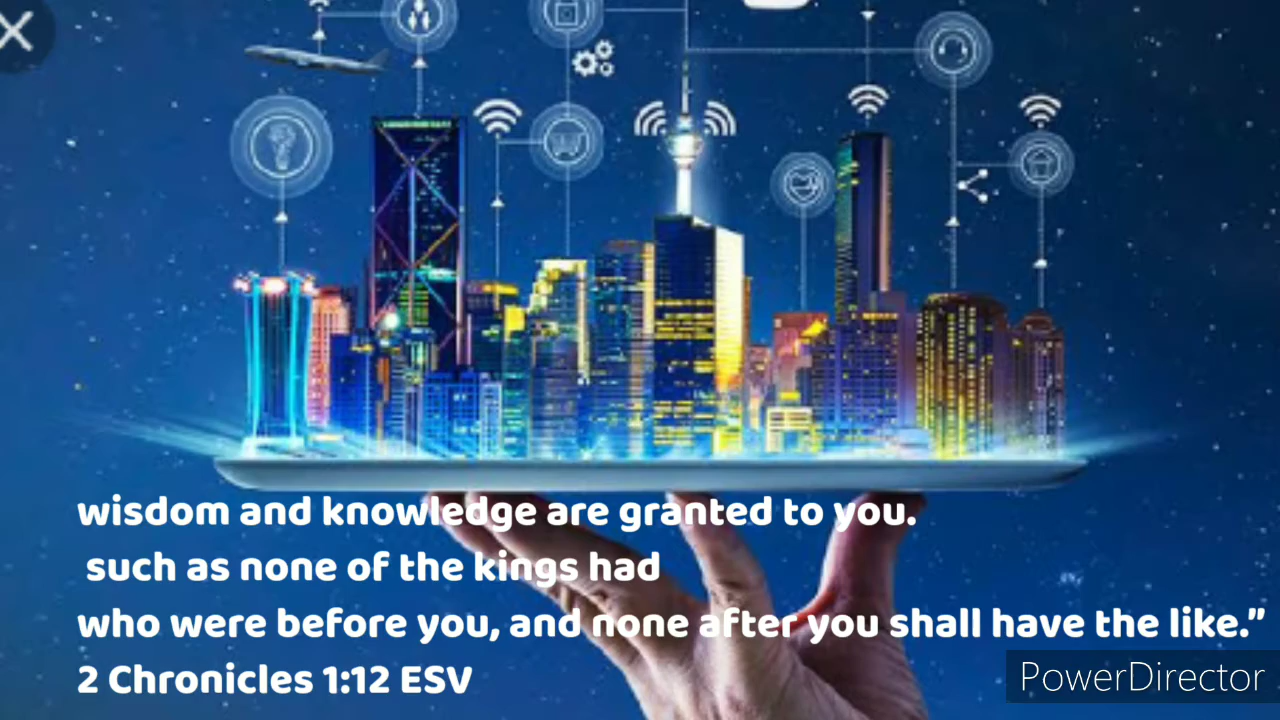 wisdom and knowledge are granted to you.
such as none of the kings had
who were before you, and none after you shall have the like.”
2 Chronicles 1:12 ESV
PowerDirector